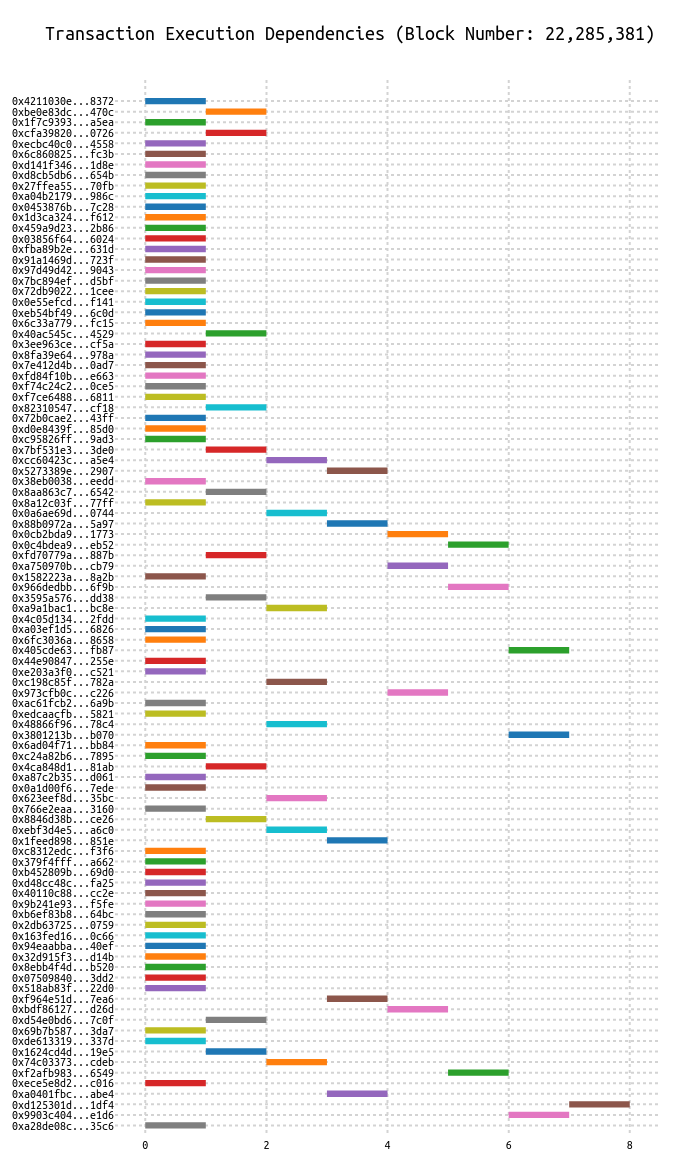 Transaction Execution Dependencies (Block Number: 22,285,381)
0x4211030e...8372
0xbe0e83dc...470c
0x1f7c9393...a5ea
0xcfa39820...0726
0xecbc40c0...4558
0x6c860825...fc3b
0xd141f346...1d8e
0xd8cb5db6...654b
0x27ffea55...70fb
0xa04b2179...986c
0x0453876b...7c28
0x1d3ca324...f612
0x459a9d23...2b86
0x03856f64...6024
0xfba89b2e...631d
0x91a1469d...723f
0x97d49d42...9043
0x7bc894ef...d5bf
0x72db9022...1cee
0x0e55efcd...f141
0xeb54bf49...6c0d
0x6c33a779...fc15
0x40ac545c...4529
0x3ee963ce...cf5a
0x8fa39e64...978a
0x7e412d4b...0ad7
0xfd84f10b...e663
0xf74c24c2...0ce5
0xf7ce6488...6811
0x82310547...cf18
0x72b0cae2...43ff
0xd0e8439f...85d0
0xc95826ff...9ad3
0x7bf531e3...3de0
0xcc60423c...a5e4
0x5273389e...2907
0x38eb0038...eedd
0x8aa863c7...6542
0x8a12c03f...77ff
0x0a6ae69d...0744
0x88b0972a...5a97
0x0cb2bda9...1773
0x0c4bdea9...eb52
0xfd70779a...887b
0xa750970b...cb79
0x1582223a...8a2b
0x966dedbb...6f9b
0x3595a576...dd38
0xa9a1bac1...bc8e
0x4c05d134...2fdd
0xa03ef1d5...6826
0x6fc3036a...8658
0x405cde63...fb87
0x44e90847...255e
0xe203a3f0...c521
0xc198c85f...782a
0x973cfb0c...c226
0xac61fcb2...6a9b
0xedcaacfb...5821
0x48866f96...78c4
0x3801213b...b070
0x6ad04f71...bb84
0xc24a82b6...7895
0x4ca848d1...81ab
0xa87c2b35...d061
0x0a1d00f6...7ede
0x623eef8d...35bc
0x766e2eaa...3160
0x8846d38b...ce26
0xebf3d4e5...a6c0
0x1feed898...851e
0xc8312edc...f3f6
0x379f4fff...a662
0xb452809b...69d0
0xd48cc48c...fa25
0x40110c88...cc2e
0x9b241e93...f5fe
0xb6ef83b8...64bc
0x2db63725...0759
0x163fed16...0c66
0x94eaabba...40ef
0x32d915f3...d14b
0x8ebb4f4d...b520
0x07509840...3dd2
0x518ab83f...22d0
0xf964e51d...7ea6
0xbdf86127...d26d
0xd54e0bd6...7c0f
0x69b7b587...3da7
0xde613319...337d
0x1624cd4d...19e5
0x74c03373...cdeb
0xf2afb983...6549
0xece5e8d2...c016
0xa0401fbc...abe4
0xd125301d...1df4
0x9903c404...e1d6
0xa28de08c...35c6
0 2 4 6 8